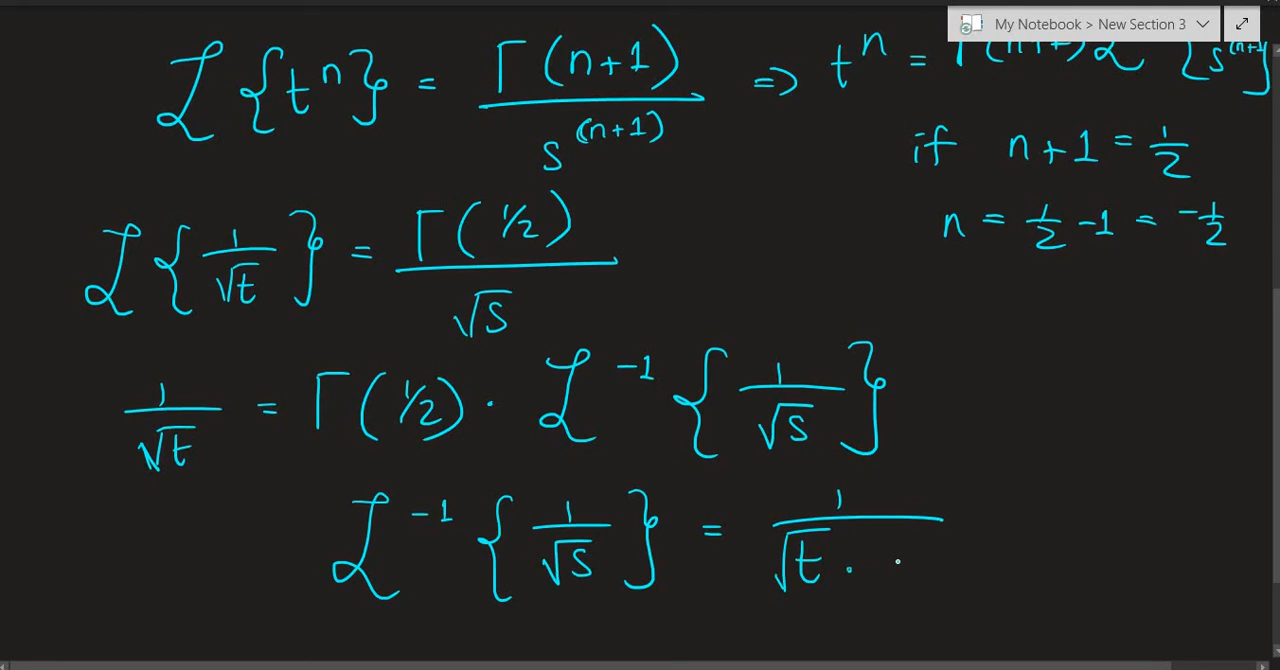 My Notebook > New Section 3
ℒ{tⁿ} = Γ(n+1) / s^(n+1) => tⁿ =
if n+1 = 1/2
ℒ{1/√t} = Γ(1/2) / √s
n = 1/2 -1 = -1/2
1/√t = Γ(1/2) · ℒ⁻¹{1/√s}
ℒ⁻¹{1/√s} = 1/√t ·